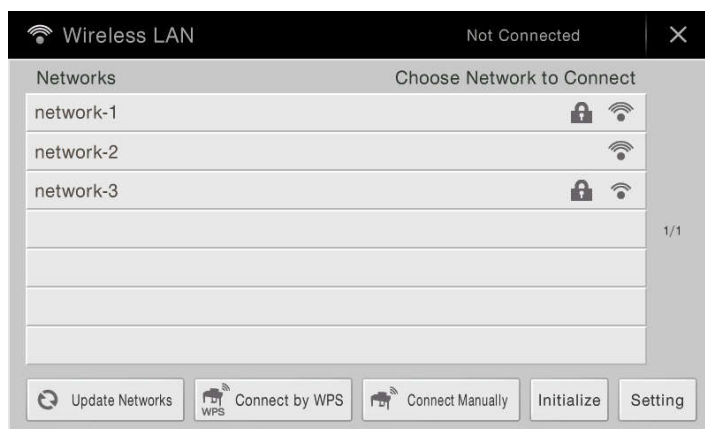 Wireless LAN Not Connected
Networks Choose Network to Connect
network-1
network-2
network-3
1/1
Update Networks WPS Connect by WPS Connect Manually Initialize Setting